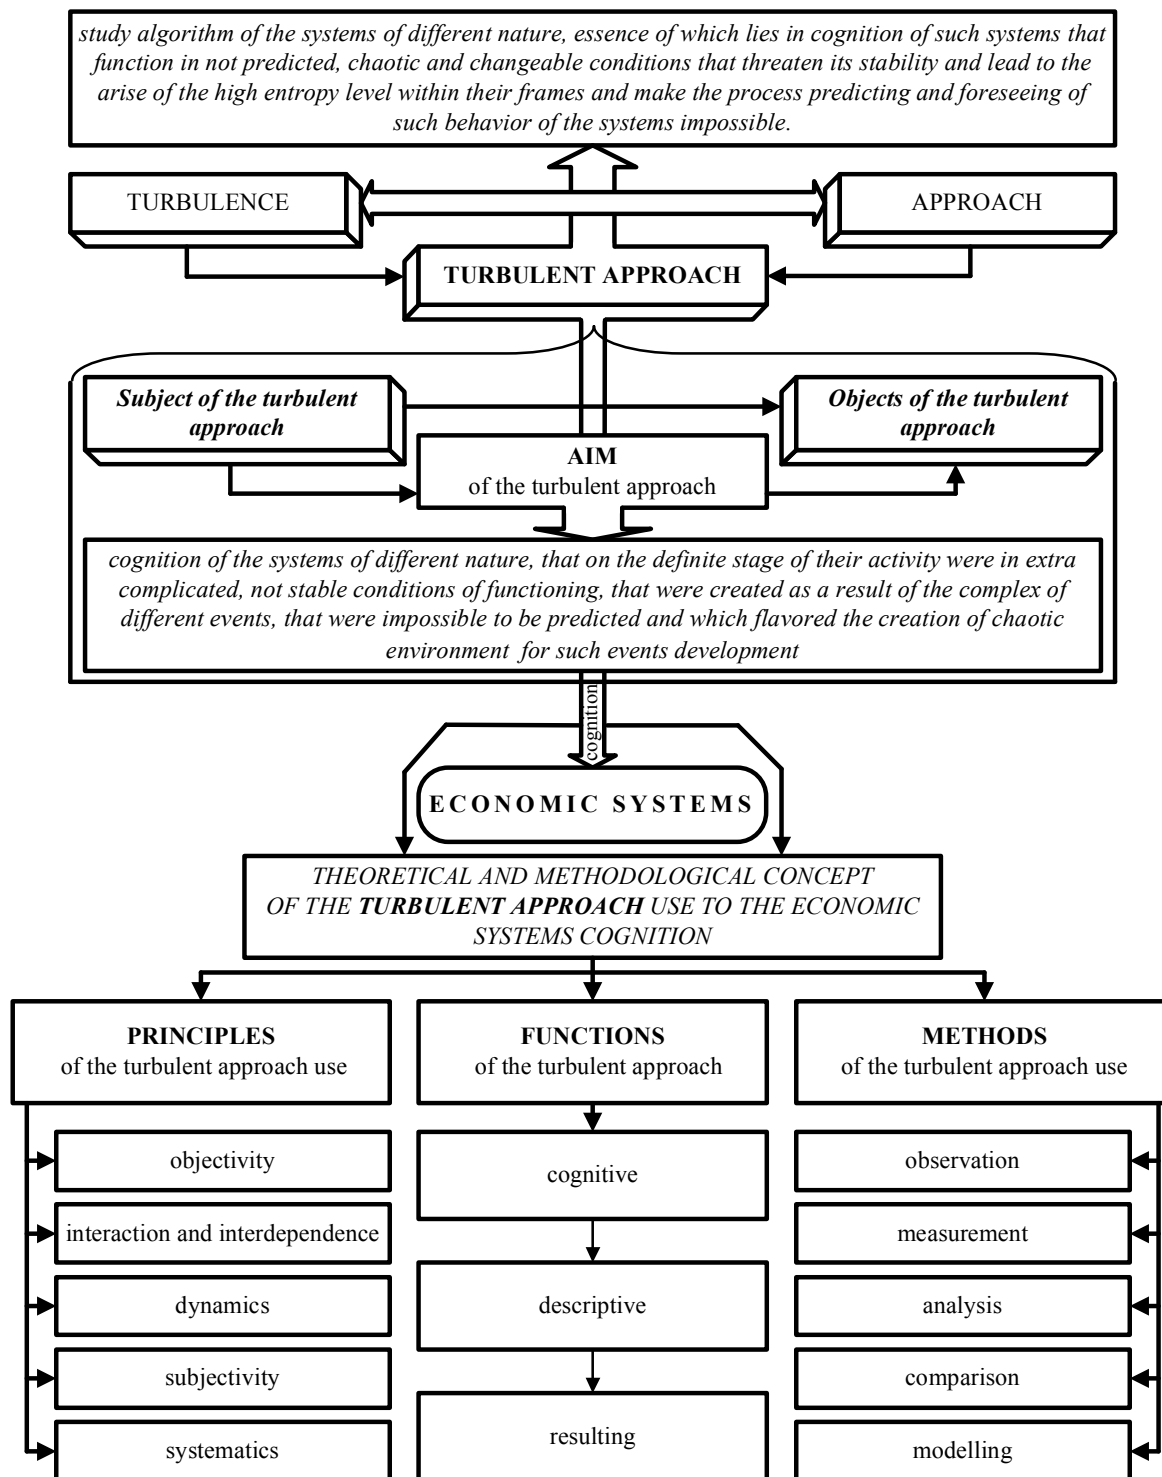 study algorithm of the systems of different nature, essence of which lies in cognition of such systems that
function in not predicted, chaotic and changeable conditions that threaten its stability and lead to the
arise of the high entropy level within their frames and make the process predicting and foreseeing of
such behavior of the systems impossible.
TURBULENCE
APPROACH
TURBULENT APPROACH
Subject of the turbulent
approach
Objects of the turbulent
approach
AIM
of the turbulent approach
cognition of the systems of different nature, that on the definite stage of their activity were in extra
complicated, not stable conditions of functioning, that were created as a result of the complex of
different events, that were impossible to be predicted and which flavored the creation of chaotic
environment for such events development
cognition
ECONOMIC SYSTEMS
THEORETICAL AND METHODOLOGICAL CONCEPT
OF THE TURBULENT APPROACH USE TO THE ECONOMIC
SYSTEMS COGNITION
PRINCIPLES
of the turbulent approach use
objectivity
interaction and interdependence
dynamics
subjectivity
systematics
FUNCTIONS
of the turbulent approach
cognitive
descriptive
resulting
METHODS
of the turbulent approach use
observation
measurement
analysis
comparison
modelling